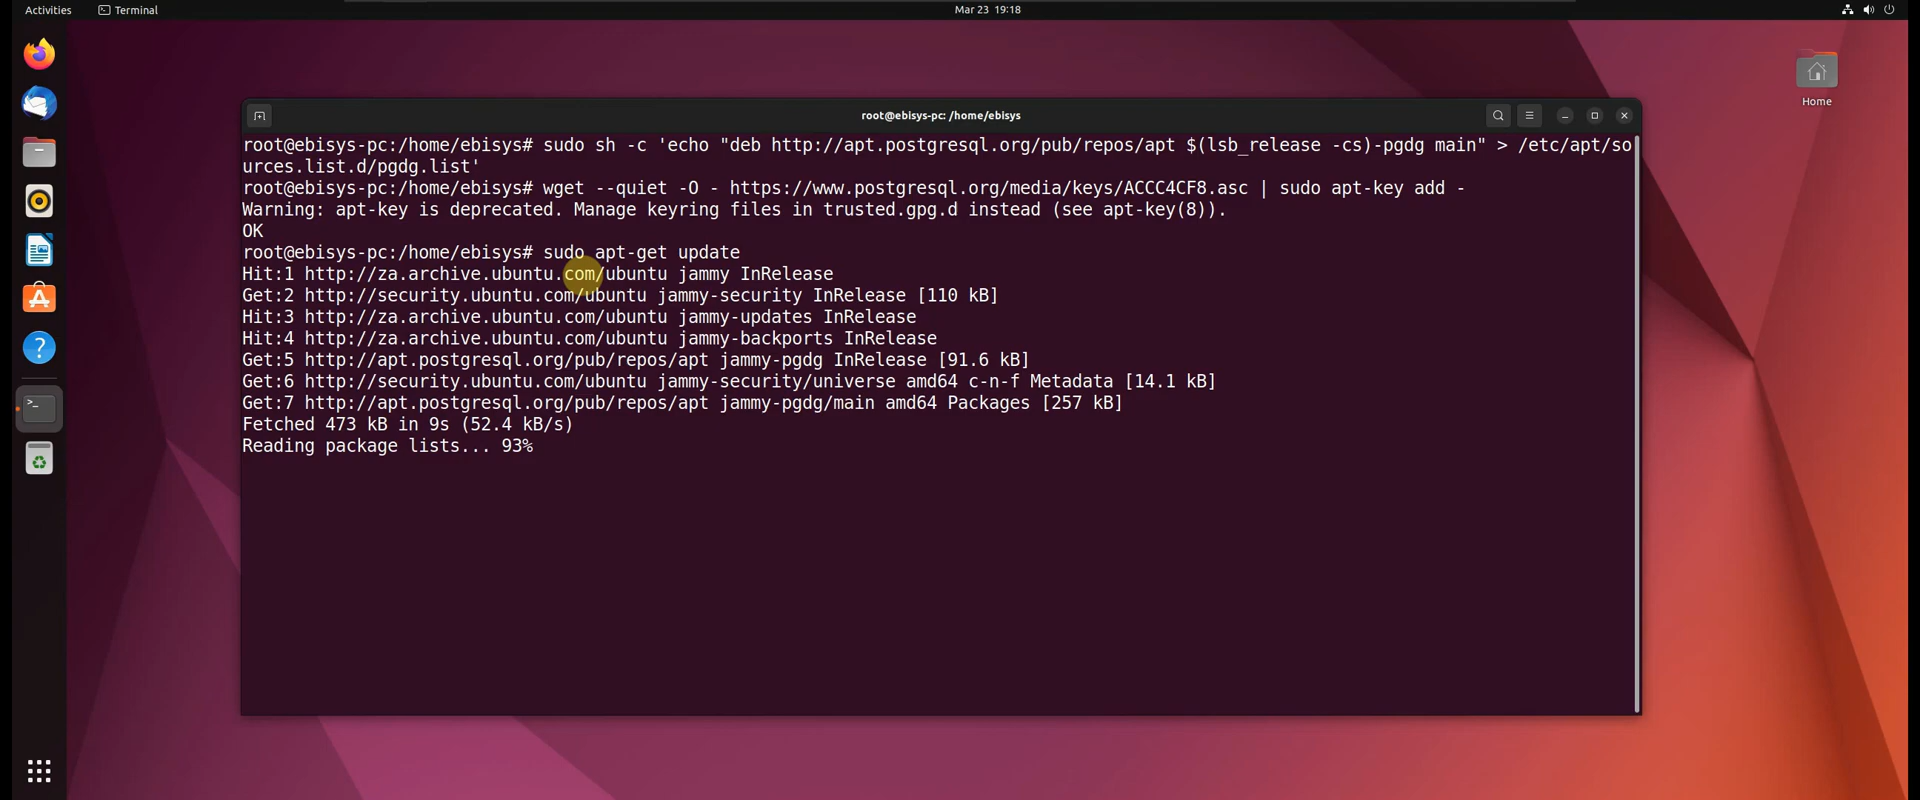 Activities
Terminal
Mar 23 19:18
Home
root@ebisys-pc: /home/ebisys
root@ebisys-pc:/home/ebisys# sudo sh -c 'echo "deb http://apt.postgresql.org/pub/repos/apt $(lsb_release -cs)-pgdg main" > /etc/apt/so
urces.list.d/pgdg.list'
root@ebisys-pc:/home/ebisys# wget --quiet -O - https://www.postgresql.org/media/keys/ACCC4CF8.asc | sudo apt-key add -
Warning: apt-key is deprecated. Manage keyring files in trusted.gpg.d instead (see apt-key(8)).
OK
root@ebisys-pc:/home/ebisys# sudo apt-get update
Hit:1 http://za.archive.ubuntu.com/ubuntu jammy InRelease
Get:2 http://security.ubuntu.com/ubuntu jammy-security InRelease [110 kB]
Hit:3 http://za.archive.ubuntu.com/ubuntu jammy-updates InRelease
Hit:4 http://za.archive.ubuntu.com/ubuntu jammy-backports InRelease
Get:5 http://apt.postgresql.org/pub/repos/apt jammy-pgdg InRelease [91.6 kB]
Get:6 http://security.ubuntu.com/ubuntu jammy-security/universe amd64 c-n-f Metadata [14.1 kB]
Get:7 http://apt.postgresql.org/pub/repos/apt jammy-pgdg/main amd64 Packages [257 kB]
Fetched 473 kB in 9s (52.4 kB/s)
Reading package lists... 93%